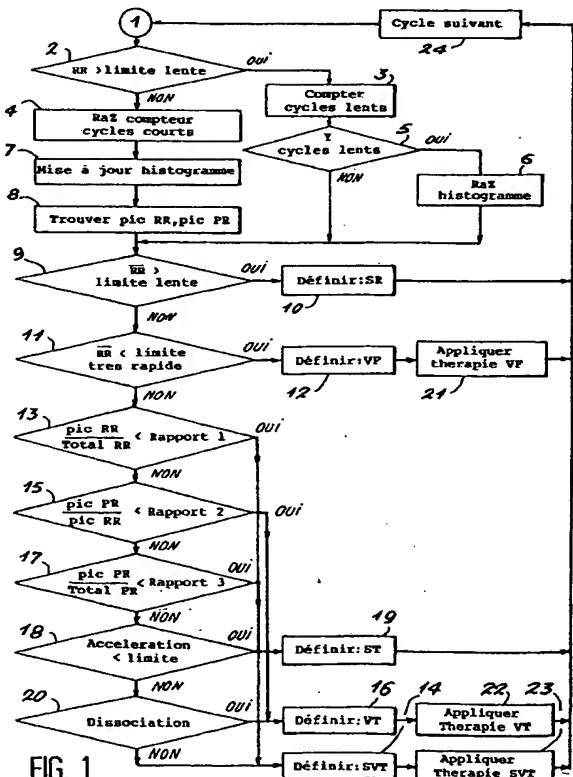 1
Cycle suivant
24
2
RR > limite lente
OUI
NON
3
Compter
cycles lents
4
RaZ compteur
cycles courts
Y
cycles lents
5
OUI
NON
7
Mise à jour histogramme
6
RaZ
histogramme
8
Trouver pic RR,pic PR
9
RR >
limite lente
OUI
NON
Définir:SR
10
11
RR < limite
tres rapide
OUI
NON
Définir:VF
12
Appliquer
therapie VF
21
13
pic RR
Total RR
< Rapport 1
OUI
NON
15
pic PR
pic RR
< Rapport 2
OUI
NON
17
pic PR
Total PR
< Rapport 3
OUI
NON
18
Acceleration
< limite
OUI
NON
19
Définir:ST
20
Dissociation
OUI
NON
16
Définir:VT
14
22
Appliquer
Therapie VT
23
Définir:SVT
Appliquer
Therapie SVT
FIG_1